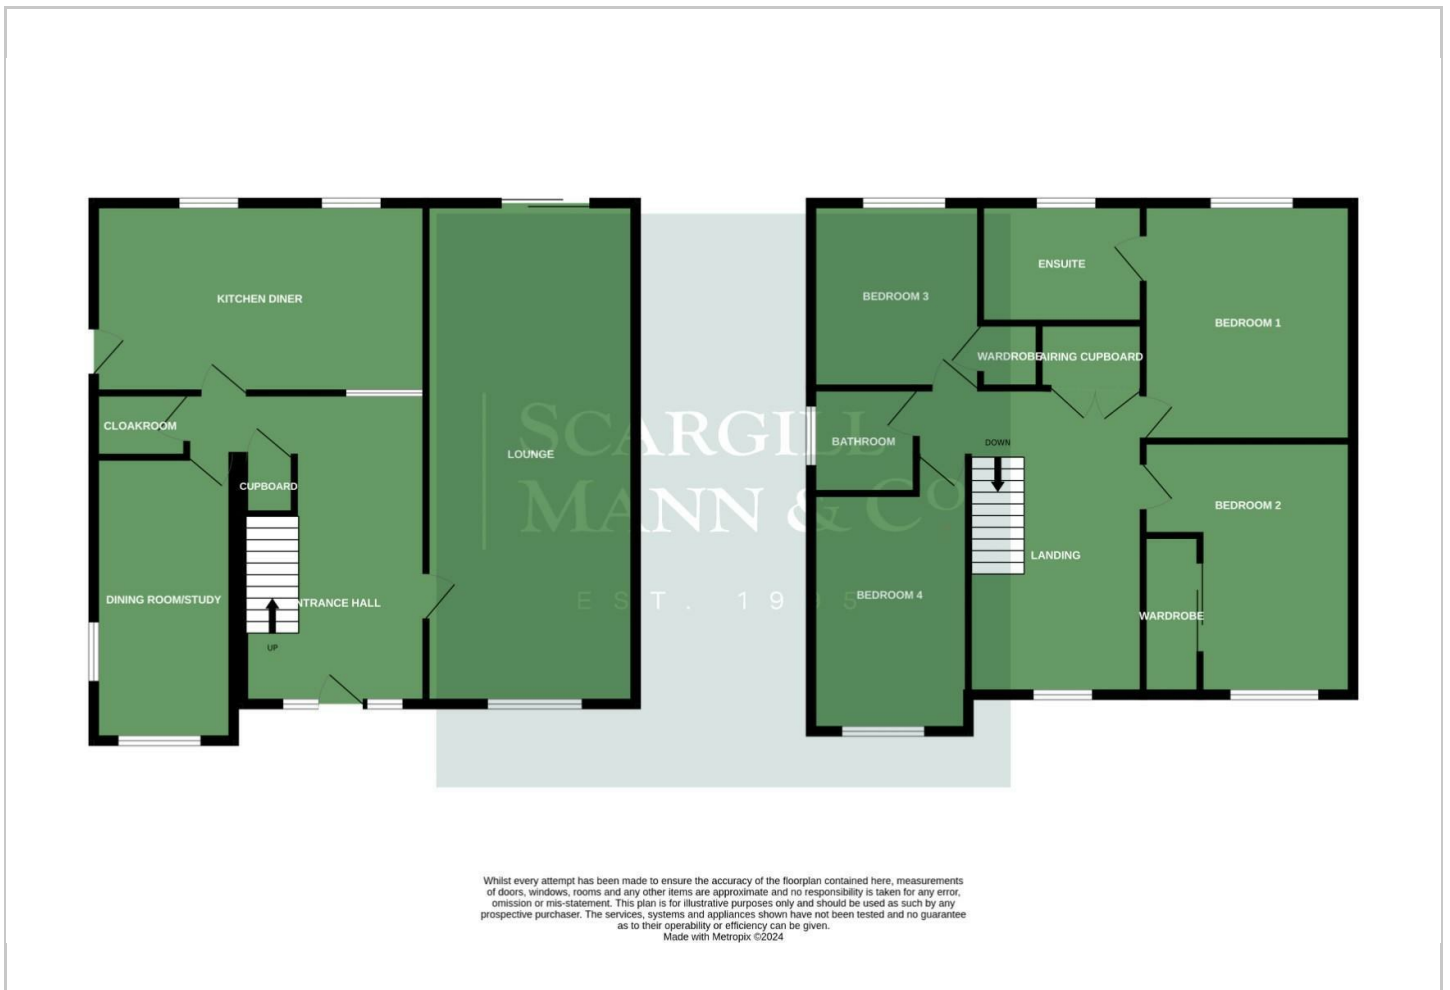 KITCHEN DINER
CLOAKROOM
CUPBOARD
LOUNGE
DINING ROOM/STUDY
NTRANCE HALL
UP
BEDROOM 3
ENSUITE
BEDROOM 1
WARDROBE
AIRING CUPBOARD
BATHROOM
DOWN
BEDROOM 2
LANDING
BEDROOM 4
WARDROBE
SCARGILL
MANN & CO
EST. 1995
Whilst every attempt has been made to ensure the accuracy of the floorplan contained here, measurements
of doors, windows, rooms and any other items are approximate and no responsibility is taken for any error,
omission or mis-statement. This plan is for illustrative purposes only and should be used as such by any
prospective purchaser. The services, systems and appliances shown have not been tested and no guarantee
as to their operability or efficiency can be given.
Made with Metropix ©2024